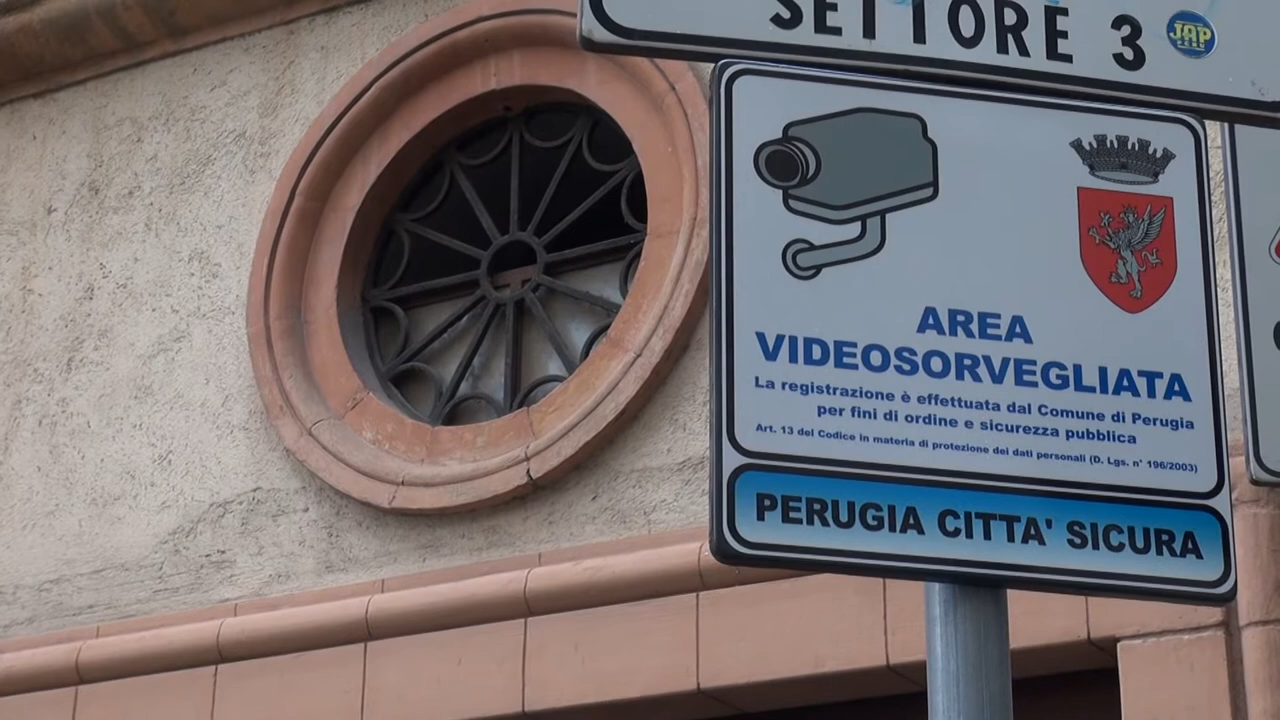 SETTORE 3
JAP
AREA
VIDEOSORVEGLIATA
La registrazione è effettuata dal Comune di Perugia
per fini di ordine e sicurezza pubblica
Art. 13 del Codice in materia di protezione dei dati personali (D. Lgs. n° 196/2003)
PERUGIA CITTA' SICURA